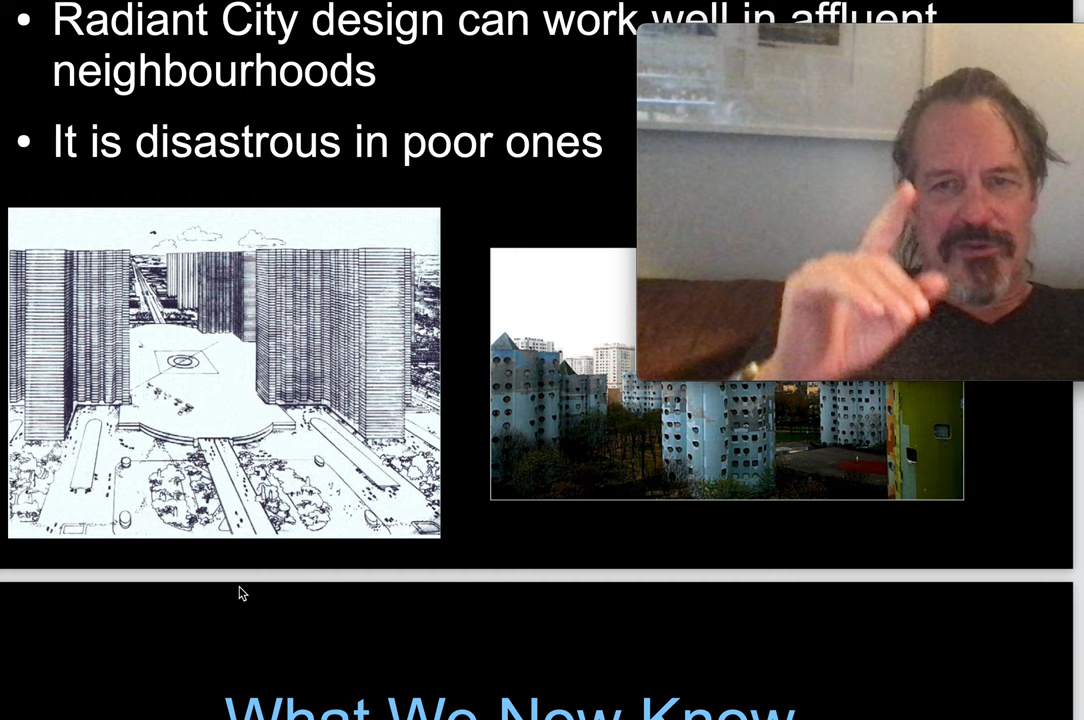 Radiant City design can work well in affluent
neighbourhoods
It is disastrous in poor ones
What We Now Know